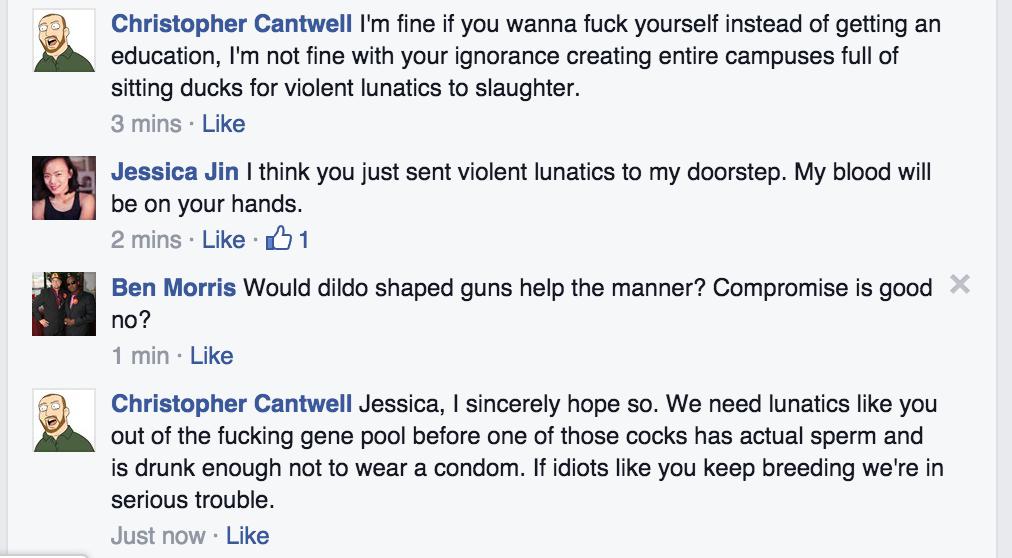 Christopher Cantwell I'm fine if you wanna fuck yourself instead of getting an
education, I'm not fine with your ignorance creating entire campuses full of
sitting ducks for violent lunatics to slaughter.
3 mins · Like
Jessica Jin I think you just sent violent lunatics to my doorstep. My blood will
be on your hands.
2 mins · Like · 1
Ben Morris Would dildo shaped guns help the manner? Compromise is good
no?
1 min · Like
Christopher Cantwell Jessica, I sincerely hope so. We need lunatics like you
out of the fucking gene pool before one of those cocks has actual sperm and
is drunk enough not to wear a condom. If idiots like you keep breeding we're in
serious trouble.
Just now · Like